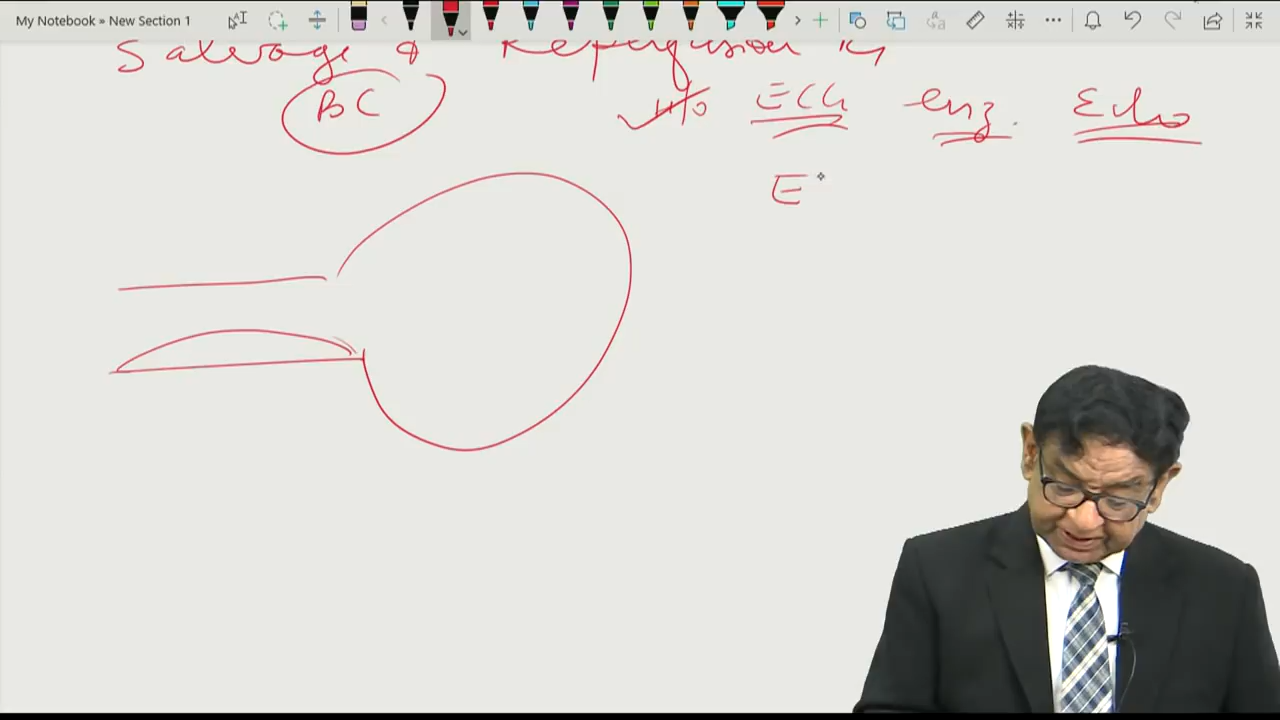 My Notebook » New Section 1
Salvage & Reperfusion
BC H/o ECG enz. Echo
E